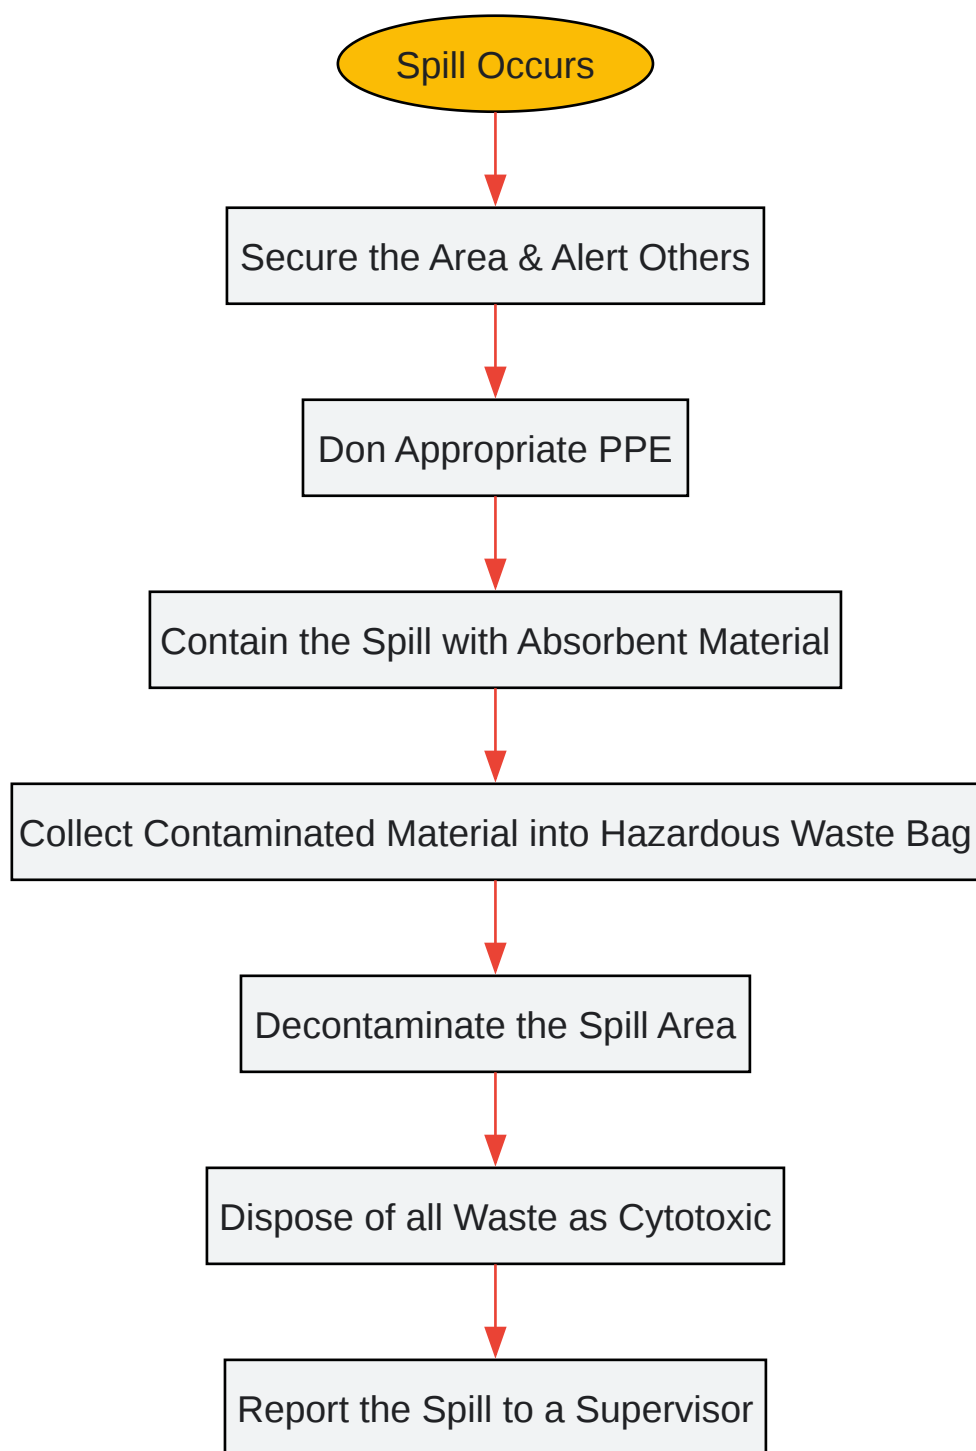 Spill Occurs
Secure the Area & Alert Others
Don Appropriate PPE
Contain the Spill with Absorbent Material
Collect Contaminated Material into Hazardous Waste Bag
Decontaminate the Spill Area
Dispose of all Waste as Cytotoxic
Report the Spill to a Supervisor